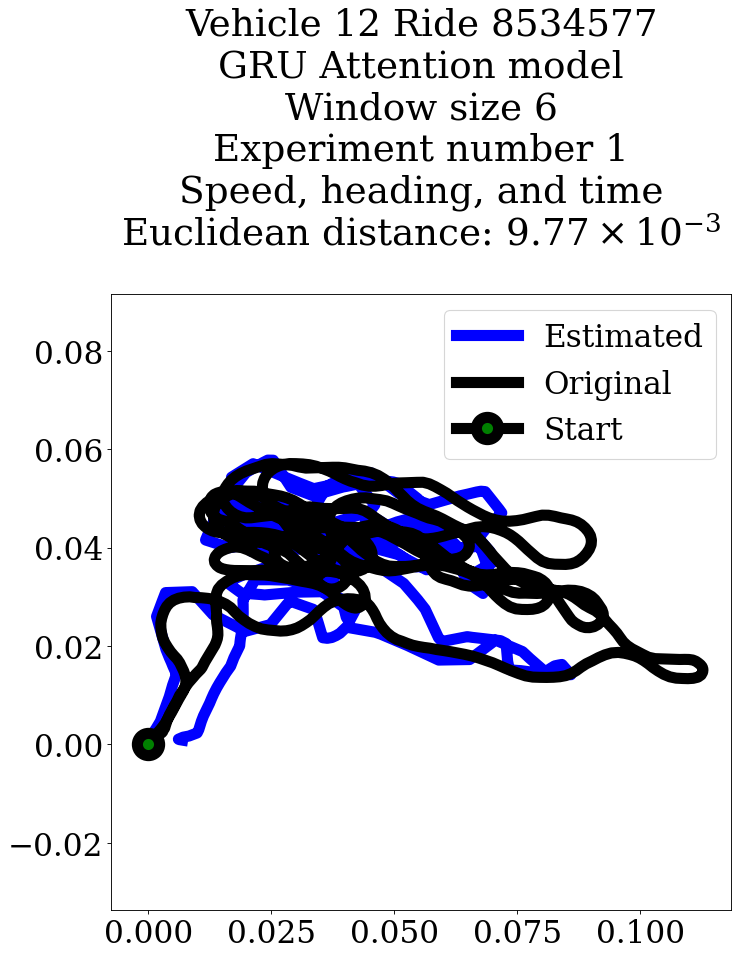 Vehicle 12 Ride 8534577
GRU Attention model
Window size 6
Experiment number 1
Speed, heading, and time
Euclidean distance: 9.77 × 10⁻³
Estimated
Original
Start
0.08
0.06
0.04
0.02
0.00
−0.02
0.000 0.025 0.050 0.075 0.100